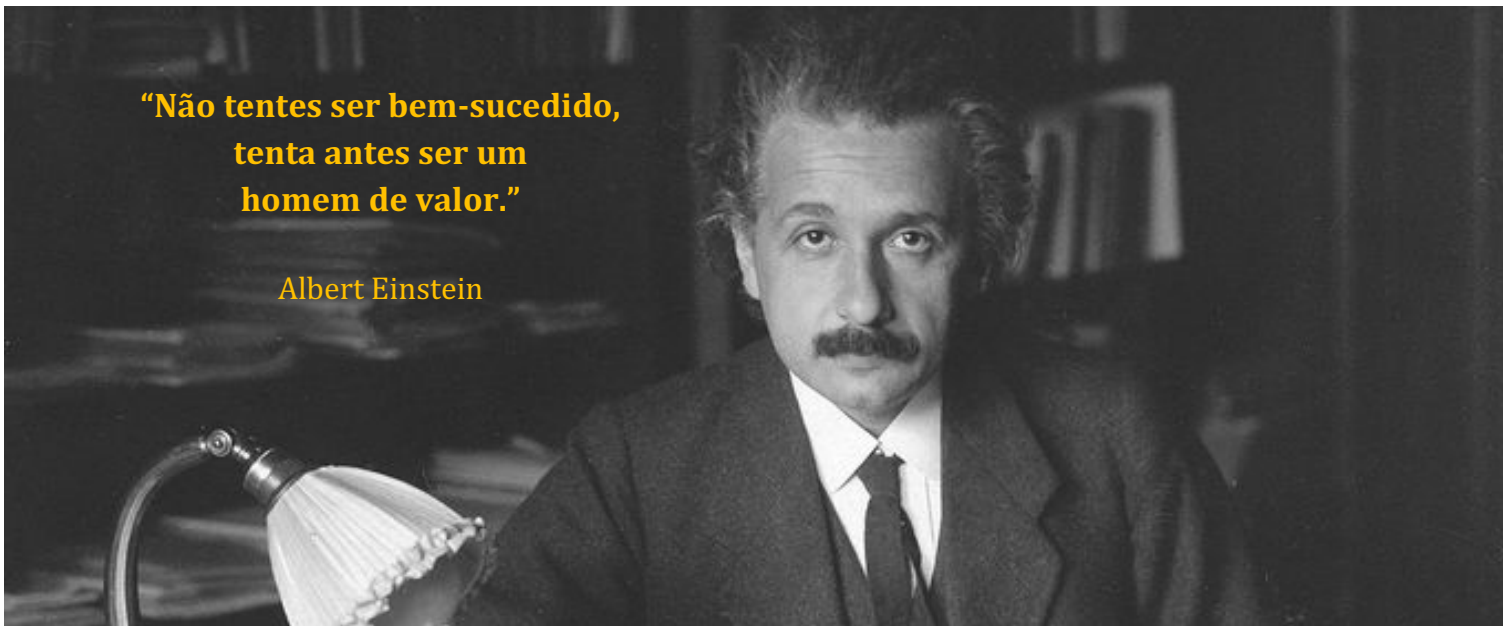 “Não tentes ser bem-sucedido,
tenta antes ser um
homem de valor.”
Albert Einstein